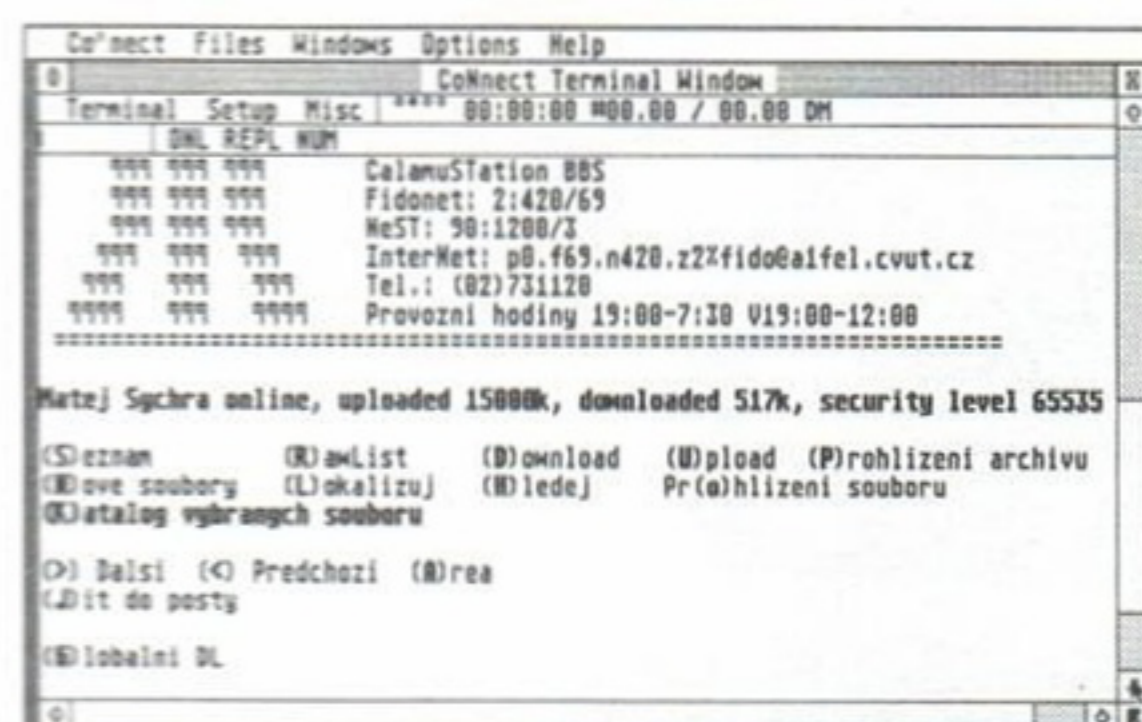 Co'nnect Files Windows Options Help
CoNnect Terminal Window
Terminal Setup Misc 00:00:00 #00.00 / 00.00 DM
DNL REPL NUM
¶¶¶ ¶¶¶ ¶¶¶ CalamuSTation BBS
¶¶¶ ¶¶¶ ¶¶¶ Fidonet: 2:420/69
¶¶¶ ¶¶¶ ¶¶¶ NeST: 90:1200/3
¶¶¶ ¶¶¶ ¶¶¶ InterNet: p0.f69.n420.z2%fido@aifel.cvut.cz
¶¶¶ ¶¶¶ ¶¶¶ Tel.: (02)731120
¶¶¶¶ ¶¶¶ ¶¶¶¶ Provozni hodiny 19:00-7:30 V19:00-12:00
Matej Sychra online, uploaded 15000k, downloaded 517k, security level 65535
(S)eznam (R)awList (D)ownload (U)pload (P)rohlizeni archivu
(N)ove soubory (L)okalizuj (H)ledej Pr(o)hlizeni souboru
(K)atalog vybranych souboru
(>) Dalsi (<) Predchozi (A)rea
(J)it do posty
(G)lobalni DL